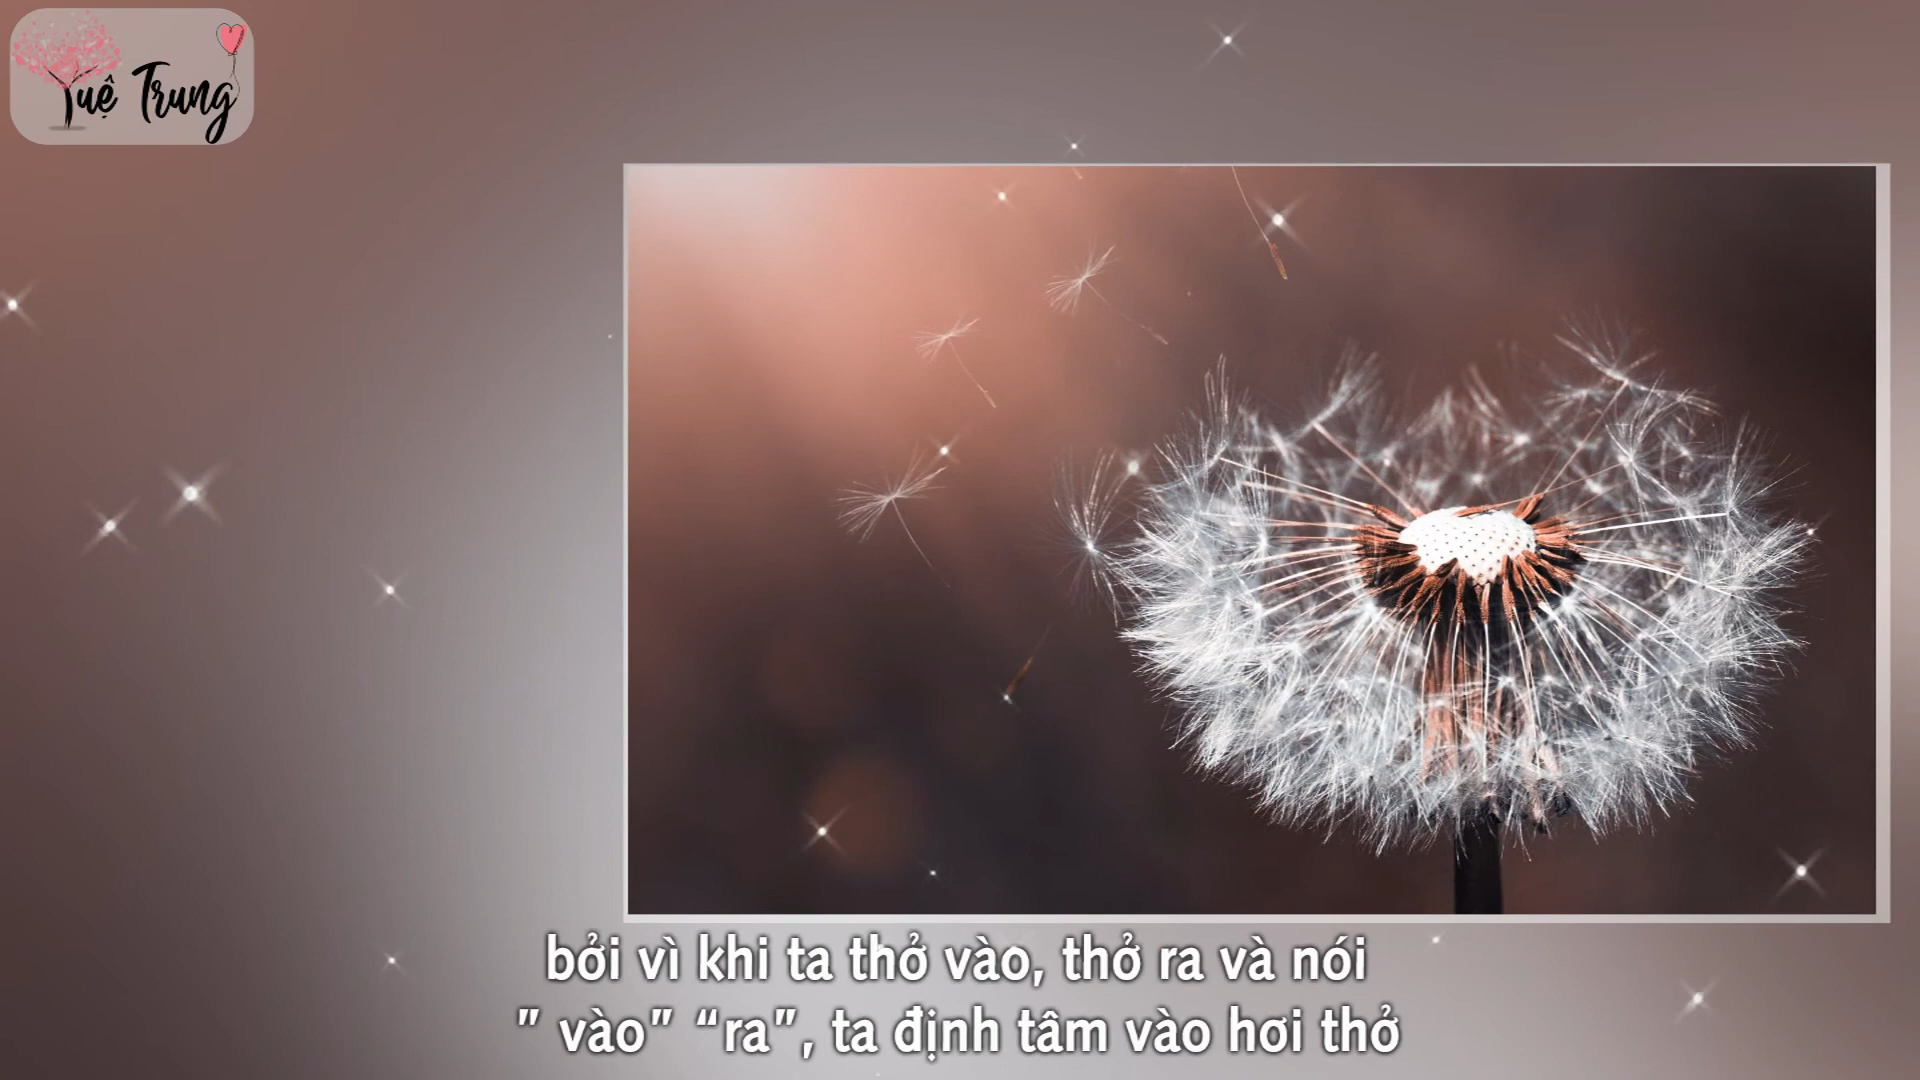 Tuệ Trung
bởi vì khi ta thở vào, thở ra và nói
” vào” “ra”, ta định tâm vào hơi thở